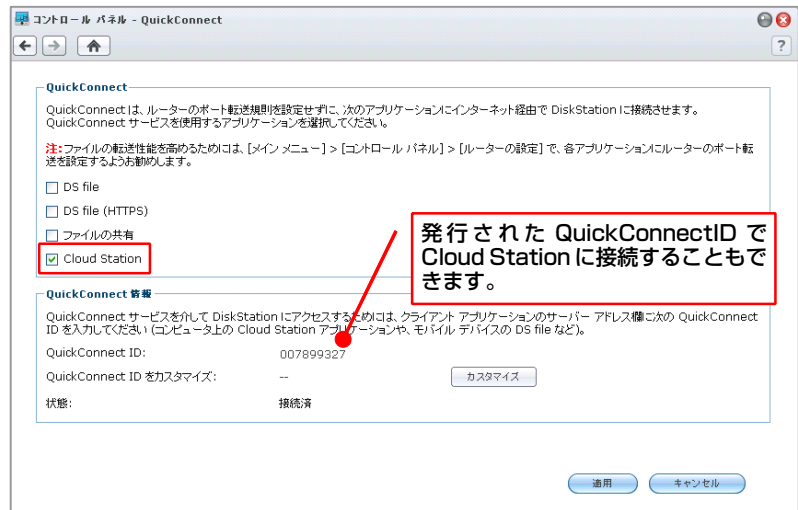 コントロール パネル - QuickConnect
?
QuickConnect
QuickConnect は、ルーターのポート転送規則を設定せずに、次のアプリケーションにインターネット経由で DiskStation に接続させます。
QuickConnect サービスを使用するアプリケーションを選択してください。
注:ファイルの転送性能を高めるためには、[メイン メニュー] > [コントロール パネル] > [ルーターの設定] で、各アプリケーションにルーターのポート転
送を設定するようお勧めします。
DS file
DS file (HTTPS)
ファイルの共有
Cloud Station
発行された QuickConnectID で
Cloud Station に接続することもで
きます。
QuickConnect 情報
QuickConnect サービスを介して DiskStation にアクセスするためには、クライアント アプリケーションのサーバー アドレス欄に次の QuickConnect
ID を入力してください (コンピュータ上の Cloud Station アプリケーションや、モバイル デバイスの DS file など)。
QuickConnect ID: 007899327
QuickConnect ID をカスタマイズ: -- カスタマイズ
状態: 接続済
適用 キャンセル